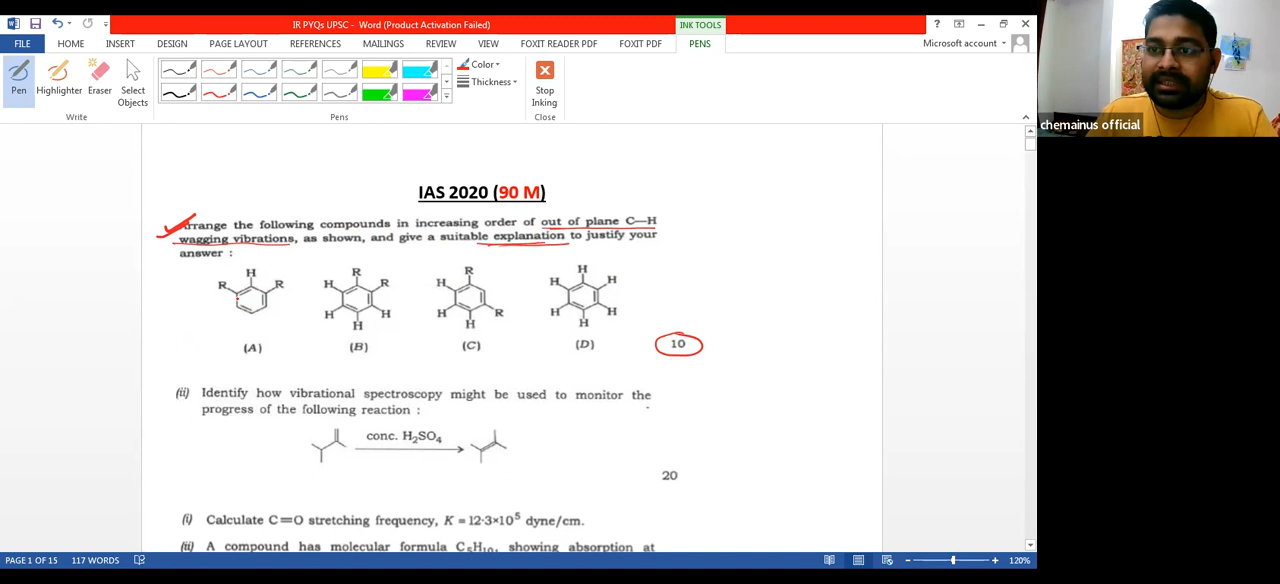 IR PYQs UPSC - Word (Product Activation Failed)
INK TOOLS
FILE HOME INSERT DESIGN PAGE LAYOUT REFERENCES MAILINGS REVIEW VIEW FOXIT READER PDF FOXIT PDF PENS
Microsoft account
Pen
Highlighter
Eraser
Select Objects
Color
Thickness
Stop Inking
Write
Pens
Close
chemainus official
IAS 2020 (90 M)
rrange the following compounds in increasing order of out of plane C—H
wagging vibrations, as shown, and give a suitable explanation to justify your
answer :
H R R
R R H H H H
H R H
H H R R H
H H H H
(A) (B) (C) (D) 10
(ii) Identify how vibrational spectroscopy might be used to monitor the
progress of the following reaction :
conc. H2SO4
20
(i) Calculate C=O stretching frequency, K = 12·3×10⁵ dyne/cm.
(ii) A compound has molecular formula C5H10, showing absorption at
PAGE 1 OF 15 117 WORDS 120%